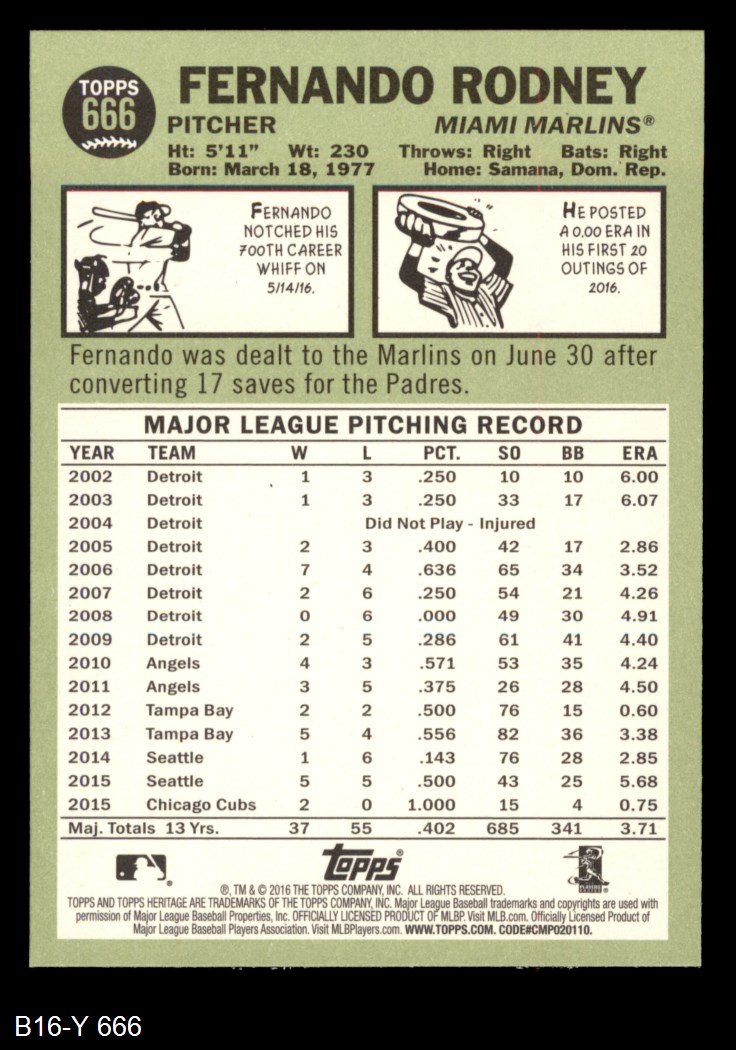 TOPPS
666
FERNANDO RODNEY
PITCHER MIAMI MARLINS®
Ht: 5'11" Wt: 230 Throws: Right Bats: Right
Born: March 18, 1977 Home: Samana, Dom. Rep.
FERNANDO
NOTCHED HIS
700TH CAREER
WHIFF ON
5/14/16.
HE POSTED
A 0.00 ERA IN
HIS FIRST 20
OUTINGS OF
2016.
Fernando was dealt to the Marlins on June 30 after
converting 17 saves for the Padres.
MAJOR LEAGUE PITCHING RECORD
YEAR TEAM W L PCT. SO BB ERA
2002 Detroit 1 3 .250 10 10 6.00
2003 Detroit 1 3 .250 33 17 6.07
2004 Detroit Did Not Play - Injured
2005 Detroit 2 3 .400 42 17 2.86
2006 Detroit 7 4 .636 65 34 3.52
2007 Detroit 2 6 .250 54 21 4.26
2008 Detroit 0 6 .000 49 30 4.91
2009 Detroit 2 5 .286 61 41 4.40
2010 Angels 4 3 .571 53 35 4.24
2011 Angels 3 5 .375 26 28 4.50
2012 Tampa Bay 2 2 .500 76 15 0.60
2013 Tampa Bay 5 4 .556 82 36 3.38
2014 Seattle 1 6 .143 76 28 2.85
2015 Seattle 5 5 .500 43 25 5.68
2015 Chicago Cubs 2 0 1.000 15 4 0.75
Maj. Totals 13 Yrs. 37 55 .402 685 341 3.71
topps®
®, TM & © 2016 THE TOPPS COMPANY, INC. ALL RIGHTS RESERVED.
TOPPS AND TOPPS HERITAGE ARE TRADEMARKS OF THE TOPPS COMPANY, INC. Major League Baseball trademarks and copyrights are used with
permission of Major League Baseball Properties, Inc. OFFICIALLY LICENSED PRODUCT OF MLBP. Visit MLB.com. Officially Licensed Product of
Major League Baseball Players Association. Visit MLBPlayers.com. WWW.TOPPS.COM. CODE#CMP020110.
B16-Y 666